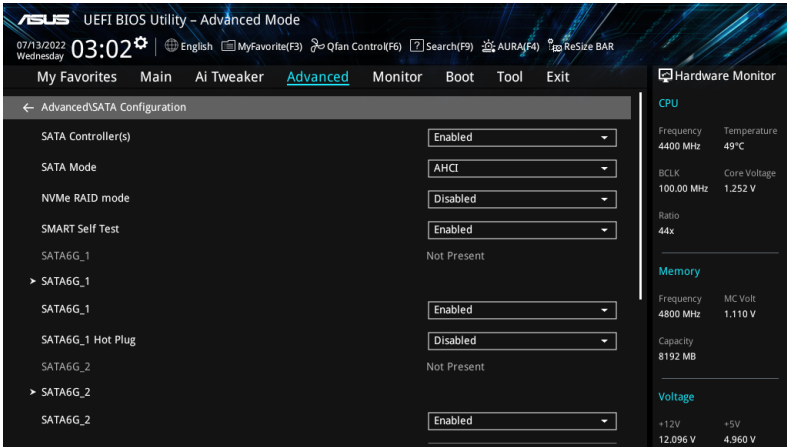 ASUS UEFI BIOS Utility – Advanced Mode
07/13/2022 Wednesday 03:02 English MyFavorite(F3) Qfan Control(F6) ? Search(F9) AURA(F4) ReSize BAR
My Favorites Main Ai Tweaker Advanced Monitor Boot Tool Exit
← Advanced\SATA Configuration
SATA Controller(s) Enabled
SATA Mode AHCI
NVMe RAID mode Disabled
SMART Self Test Enabled
SATA6G_1 Not Present
> SATA6G_1
SATA6G_1 Enabled
SATA6G_1 Hot Plug Disabled
SATA6G_2 Not Present
> SATA6G_2
SATA6G_2 Enabled
Hardware Monitor
CPU
Frequency Temperature
4400 MHz 49°C
BCLK Core Voltage
100.00 MHz 1.252 V
Ratio
44x
Memory
Frequency MC Volt
4800 MHz 1.110 V
Capacity
8192 MB
Voltage
+12V +5V
12.096 V 4.960 V